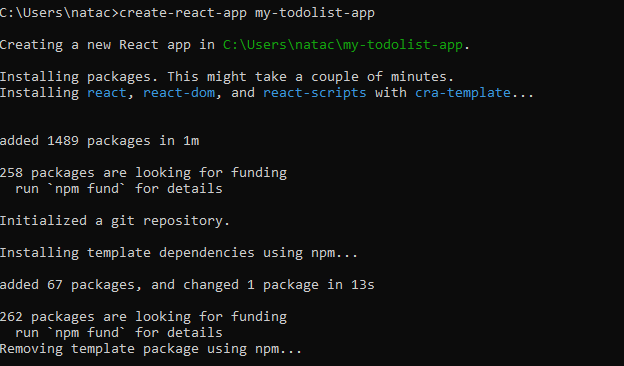 C:\Users\natac>create-react-app my-todolist-app
Creating a new React app in C:\Users\natac\my-todolist-app.
Installing packages. This might take a couple of minutes.
Installing react, react-dom, and react-scripts with cra-template...
added 1489 packages in 1m
258 packages are looking for funding
  run `npm fund` for details
Initialized a git repository.
Installing template dependencies using npm...
added 67 packages, and changed 1 package in 13s
262 packages are looking for funding
  run `npm fund` for details
Removing template package using npm...